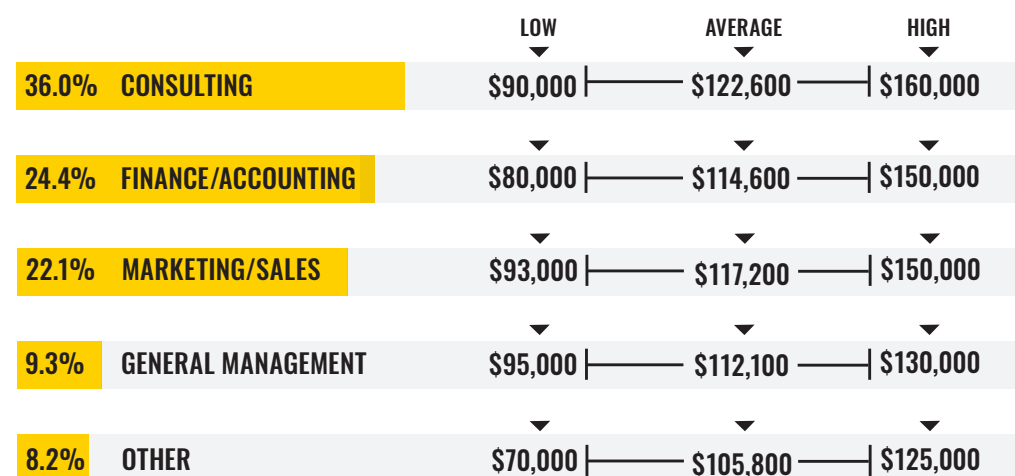 LOW AVERAGE HIGH
36.0% CONSULTING $90,000 $122,600 $160,000
24.4% FINANCE/ACCOUNTING $80,000 $114,600 $150,000
22.1% MARKETING/SALES $93,000 $117,200 $150,000
9.3% GENERAL MANAGEMENT $95,000 $112,100 $130,000
8.2% OTHER $70,000 $105,800 $125,000